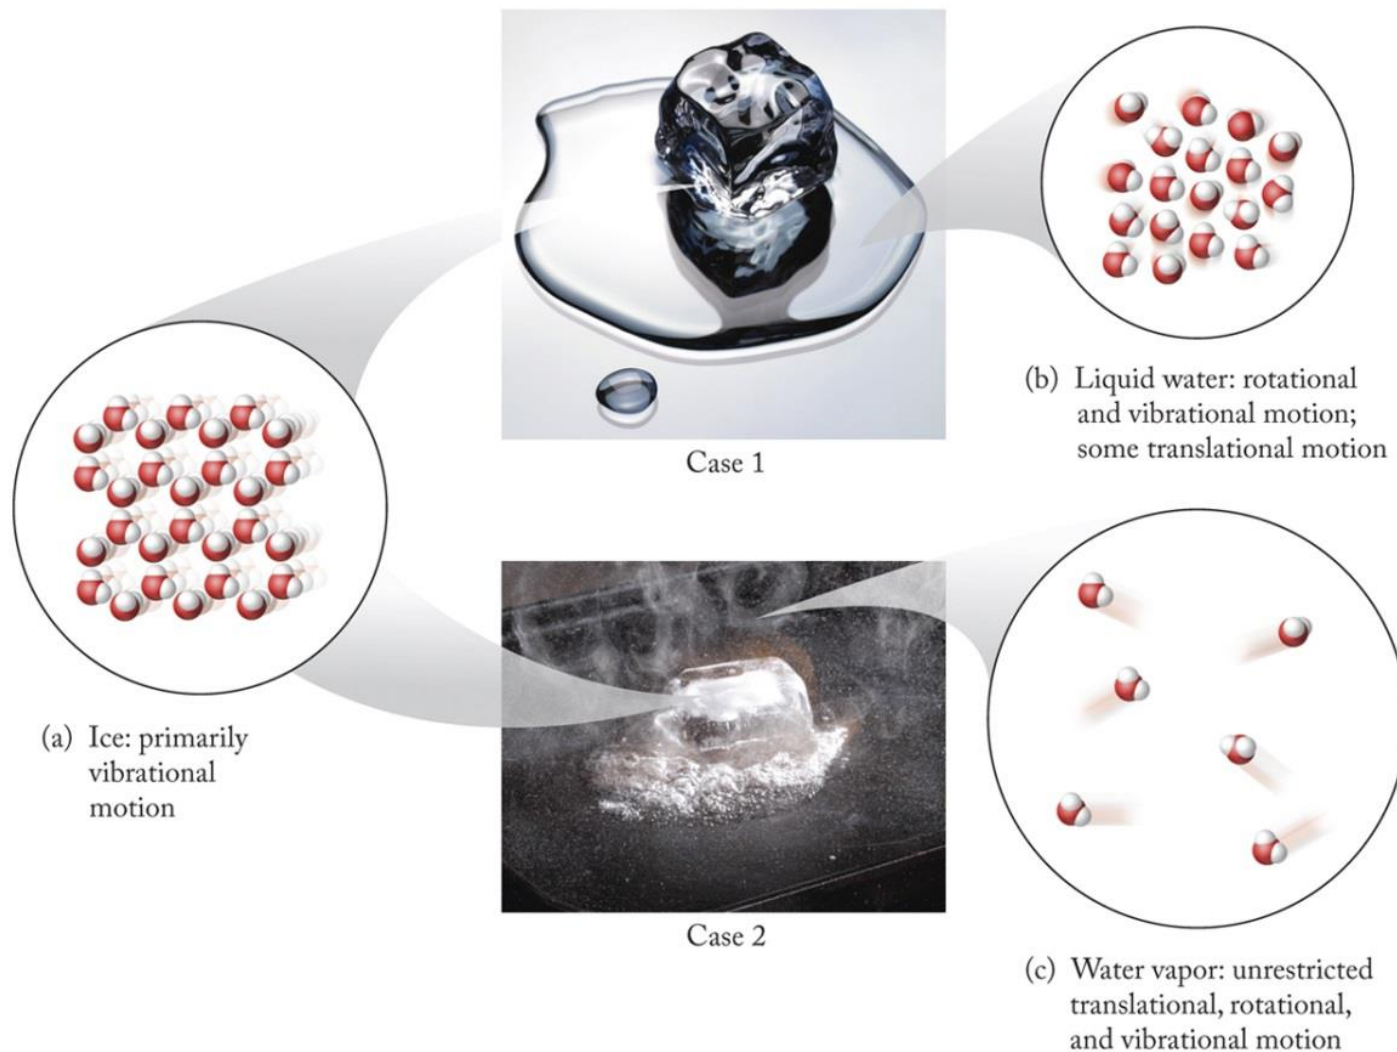 Case 1
(b) Liquid water: rotational
and vibrational motion;
some translational motion
(a) Ice: primarily
vibrational
motion
Case 2
(c) Water vapor: unrestricted
translational, rotational,
and vibrational motion